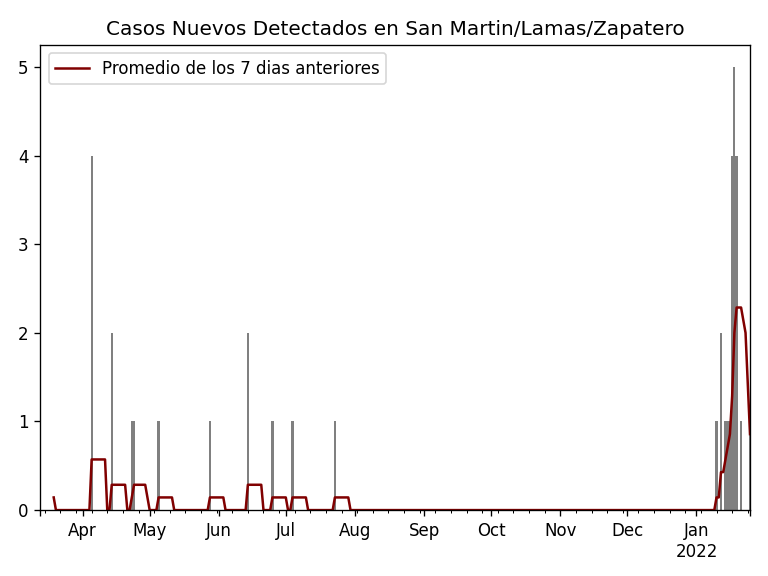 Casos Nuevos Detectados en San Martin/Lamas/Zapatero
Promedio de los 7 dias anteriores
5
4
3
2
1
0
Apr May Jun Jul Aug Sep Oct Nov Dec Jan
2022